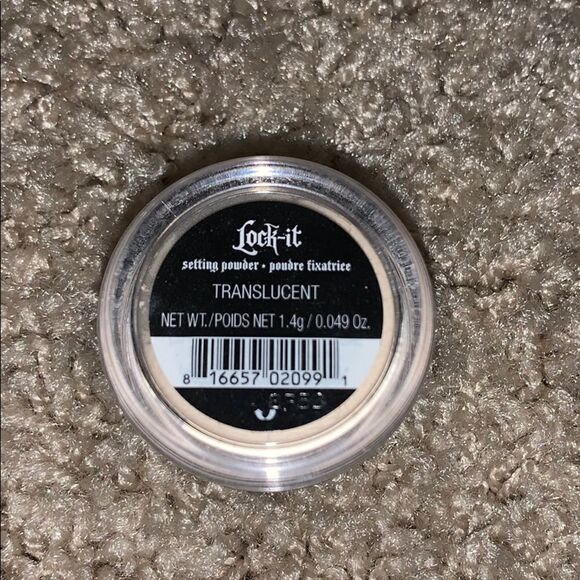 Lock-it
setting powder • poudre fixatrice
TRANSLUCENT
NET WT./POIDS NET 1.4g / 0.049 Oz.
8 16657 02099 1